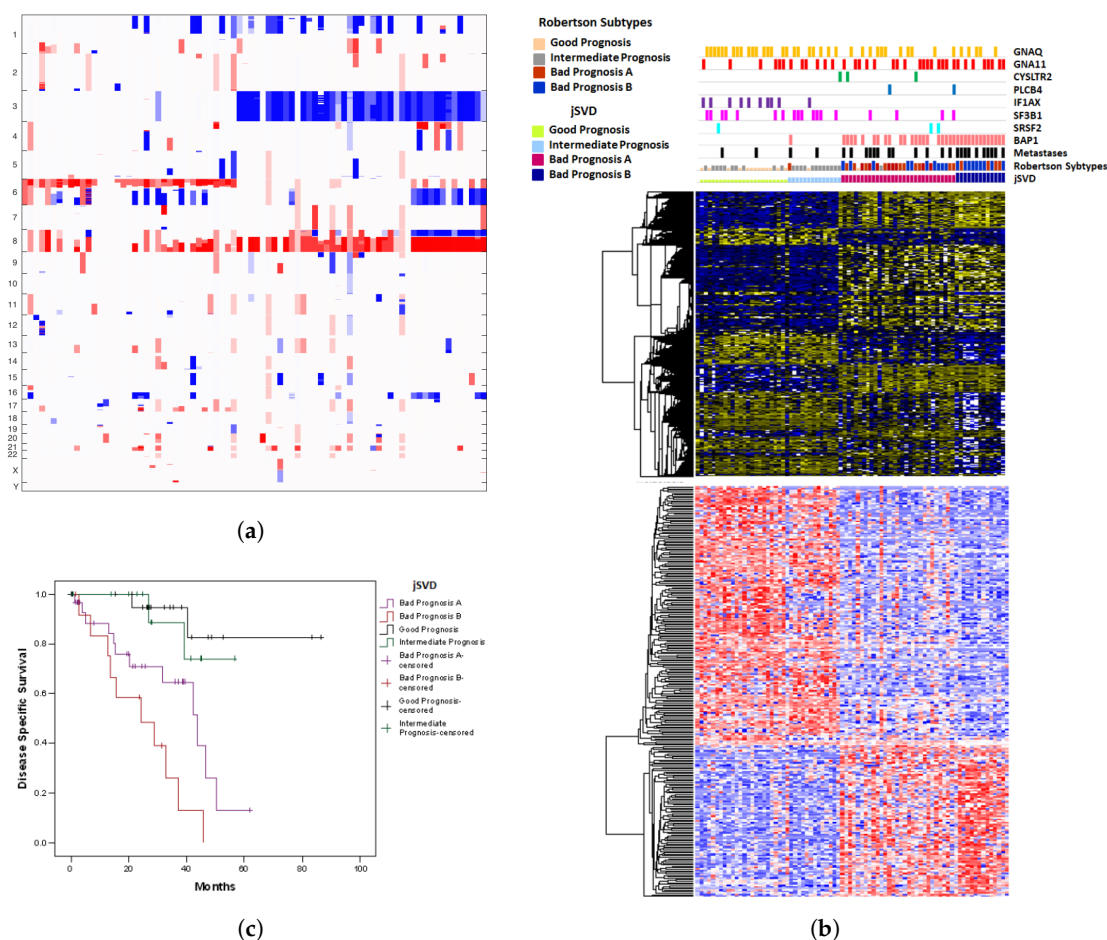 1
2
3
4
5
6
7
8
9
10
11
12
13
14
15
16
17
18
19
20
21
22
X
Y
(a)
Robertson Subtypes
Good Prognosis
Intermediate Prognosis
Bad Prognosis A
Bad Prognosis B
jSVD
Good Prognosis
Intermediate Prognosis
Bad Prognosis A
Bad Prognosis B
GNAQ
GNA11
CYSLTR2
PLCB4
IF1AX
SF3B1
SRSF2
BAP1
Metastases
Robertson Subtypes
jSVD
(b)
jSVD
Bad Prognosis A
Bad Prognosis B
Good Prognosis
Intermediate Prognosis
Bad Prognosis A-
censored
Bad Prognosis B-
censored
Good Prognosis-
censored
Intermediate
Prognosis-censored
Disease Specific Survival
1.0
0.8
0.6
0.4
0.2
0.0
0
20
40
60
80
100
Months
(c)